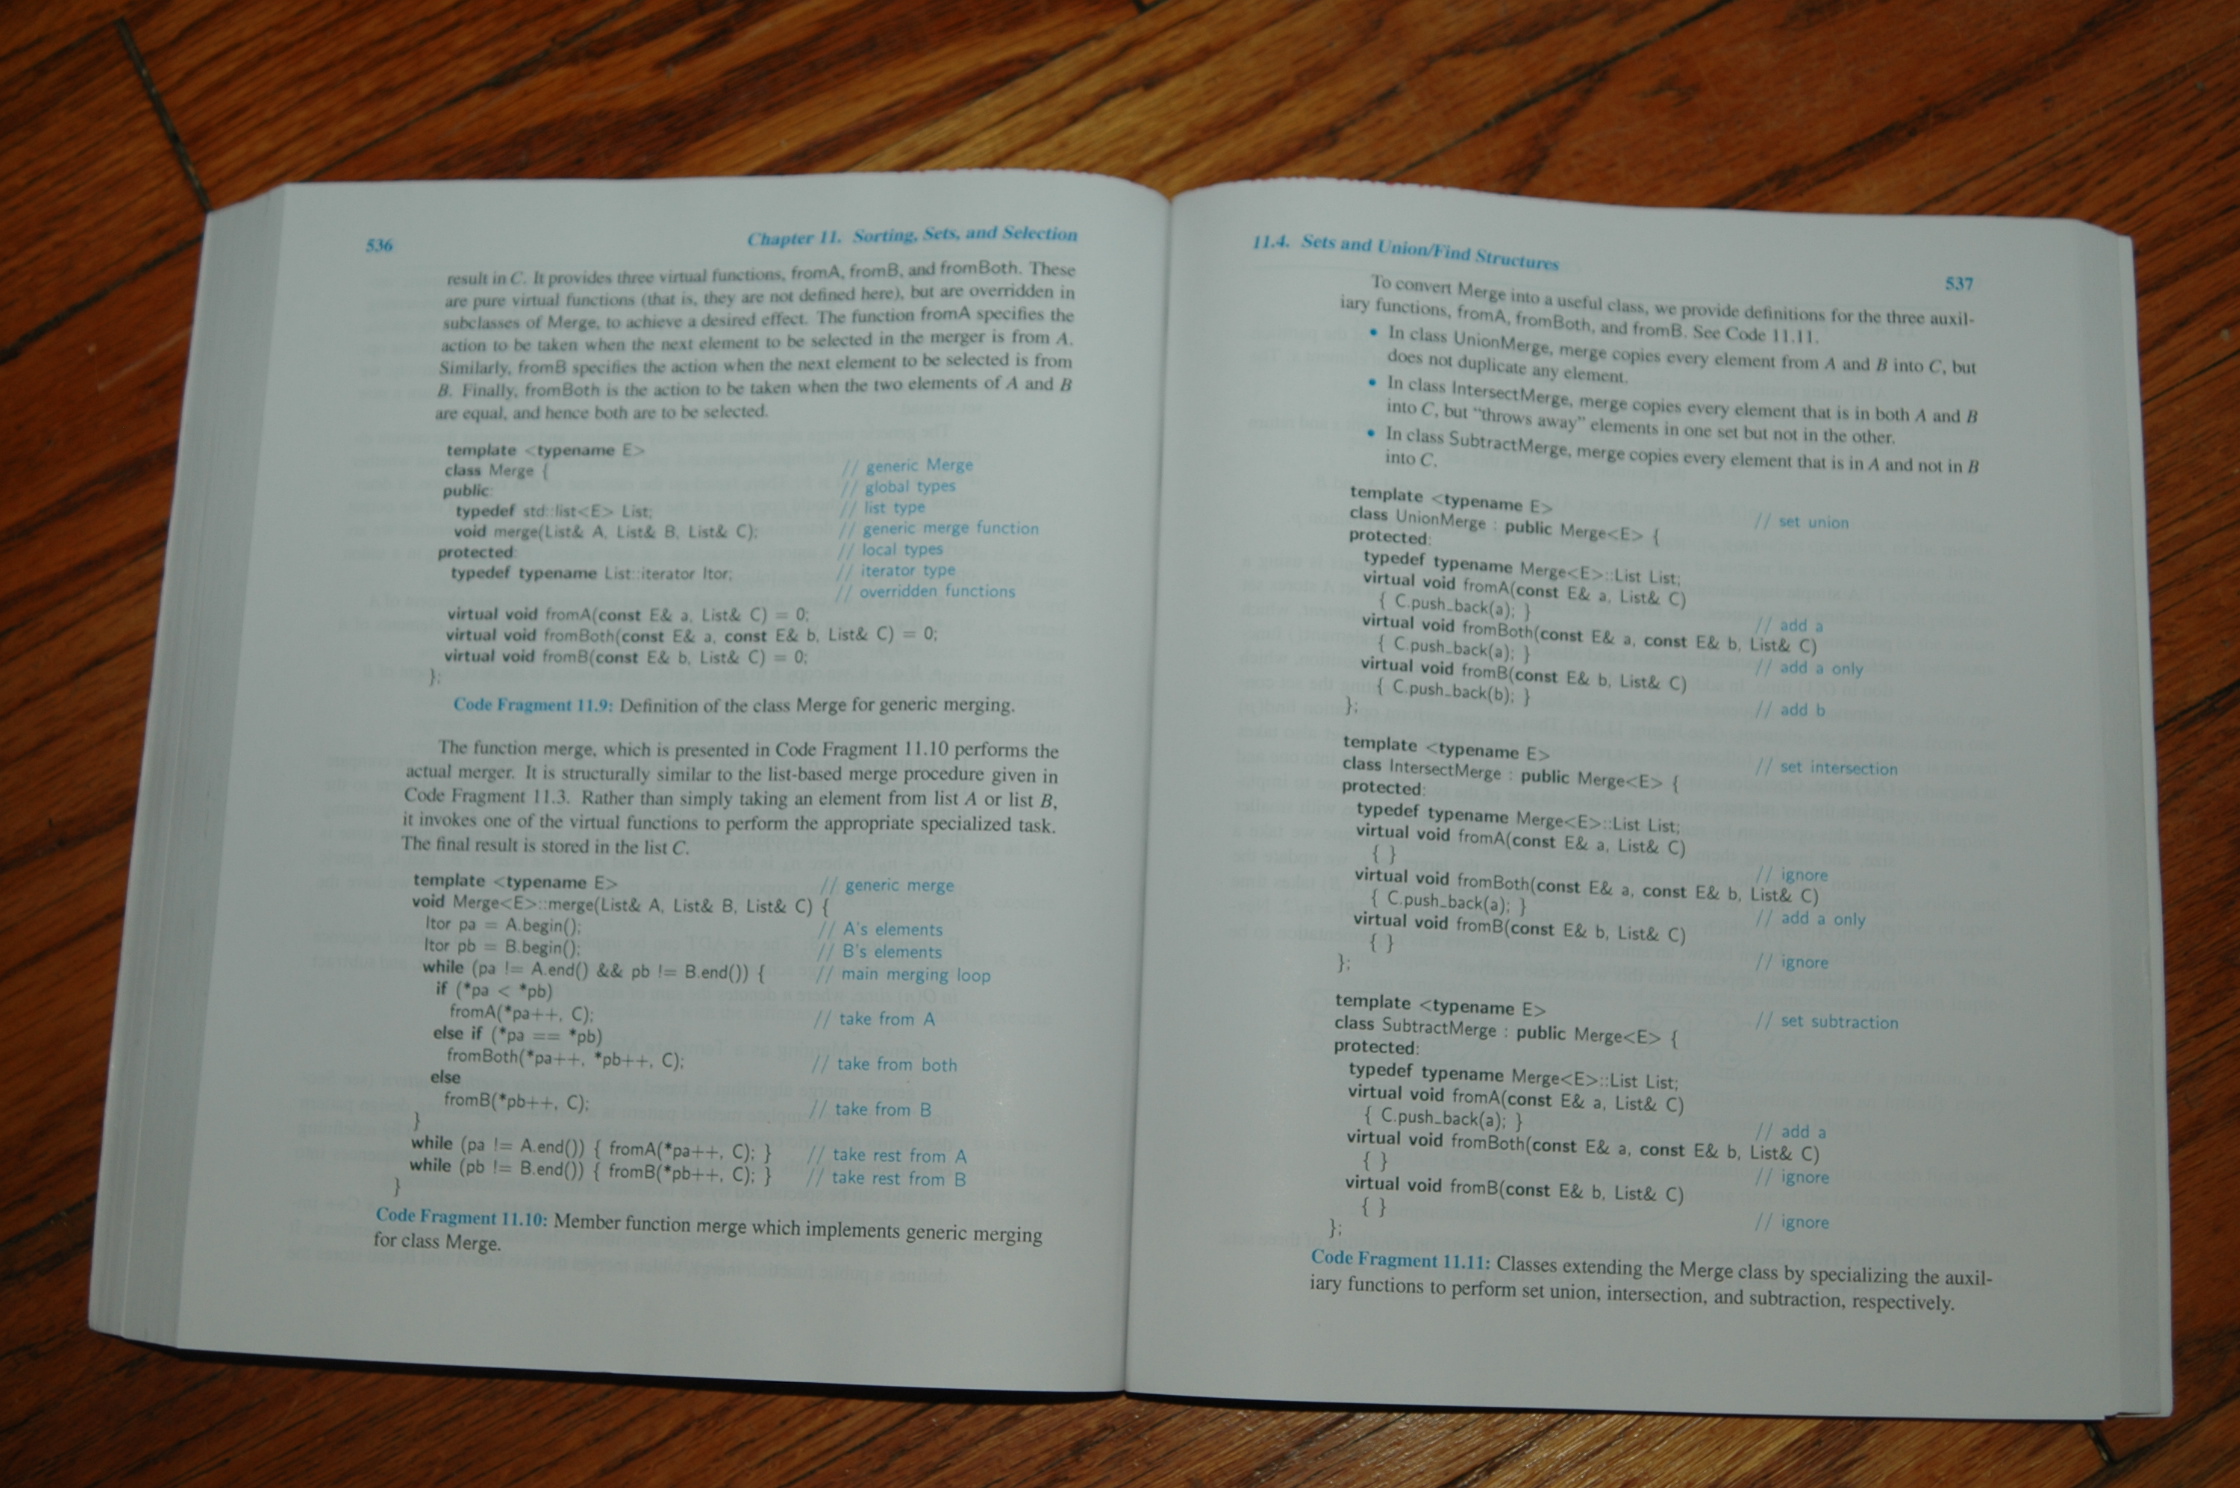 536
Chapter 11. Sorting, Sets, and Selection
result in C. It provides three virtual functions, fromA, fromB, and fromBoth. These
are pure virtual functions (that is, they are not defined here), but are overridden in
subclasses of Merge, to achieve a desired effect. The function fromA specifies the
action to be taken when the next element to be selected in the merger is from A.
Similarly, fromB specifies the action when the next element to be selected is from
B. Finally, fromBoth is the action to be taken when the two elements of A and B
are equal, and hence both are to be selected.
template <typename E>
class Merge { // generic Merge
public: // global types
typedef std::list<E> List; // list type
void merge(List& A, List& B, List& C); // generic merge function
protected: // local types
typedef typename List::iterator Itor; // iterator type
// overridden functions
virtual void fromA(const E& a, List& C) = 0;
virtual void fromBoth(const E& a, const E& b, List& C) = 0;
virtual void fromB(const E& b, List& C) = 0;
};
Code Fragment 11.9: Definition of the class Merge for generic merging.
The function merge, which is presented in Code Fragment 11.10 performs the
actual merger. It is structurally similar to the list-based merge procedure given in
Code Fragment 11.3. Rather than simply taking an element from list A or list B,
it invokes one of the virtual functions to perform the appropriate specialized task.
The final result is stored in the list C.
template <typename E> // generic merge
void Merge<E>::merge(List& A, List& B, List& C) {
Itor pa = A.begin(); // A's elements
Itor pb = B.begin(); // B's elements
while (pa != A.end() && pb != B.end()) { // main merging loop
if (*pa < *pb)
fromA(*pa++, C); // take from A
else if (*pa == *pb)
fromBoth(*pa++, *pb++, C); // take from both
else
fromB(*pb++, C); // take from B
}
while (pa != A.end()) { fromA(*pa++, C); } // take rest from A
while (pb != B.end()) { fromB(*pb++, C); } // take rest from B
}
Code Fragment 11.10: Member function merge which implements generic merging
for class Merge.
11.4. Sets and Union/Find Structures
537
To convert Merge into a useful class, we provide definitions for the three auxil-
iary functions, fromA, fromBoth, and fromB. See Code 11.11.
• In class UnionMerge, merge copies every element from A and B into C, but
does not duplicate any element.
• In class IntersectMerge, merge copies every element that is in both A and B
into C, but "throws away" elements in one set but not in the other.
• In class SubtractMerge, merge copies every element that is in A and not in B
into C.
template <typename E> // set union
class UnionMerge : public Merge<E> {
protected:
typedef typename Merge<E>::List List;
virtual void fromA(const E& a, List& C)
{ C.push_back(a); } // add a
virtual void fromBoth(const E& a, const E& b, List& C)
{ C.push_back(a); } // add a only
virtual void fromB(const E& b, List& C)
{ C.push_back(b); } // add b
};
template <typename E> // set intersection
class IntersectMerge : public Merge<E> {
protected:
typedef typename Merge<E>::List List;
virtual void fromA(const E& a, List& C)
{ } // ignore
virtual void fromBoth(const E& a, const E& b, List& C)
{ C.push_back(a); } // add a only
virtual void fromB(const E& b, List& C)
{ } // ignore
};
template <typename E> // set subtraction
class SubtractMerge : public Merge<E> {
protected:
typedef typename Merge<E>::List List;
virtual void fromA(const E& a, List& C)
{ C.push_back(a); } // add a
virtual void fromBoth(const E& a, const E& b, List& C)
{ } // ignore
virtual void fromB(const E& b, List& C)
{ } // ignore
};
Code Fragment 11.11: Classes extending the Merge class by specializing the auxil-
iary functions to perform set union, intersection, and subtraction, respectively.